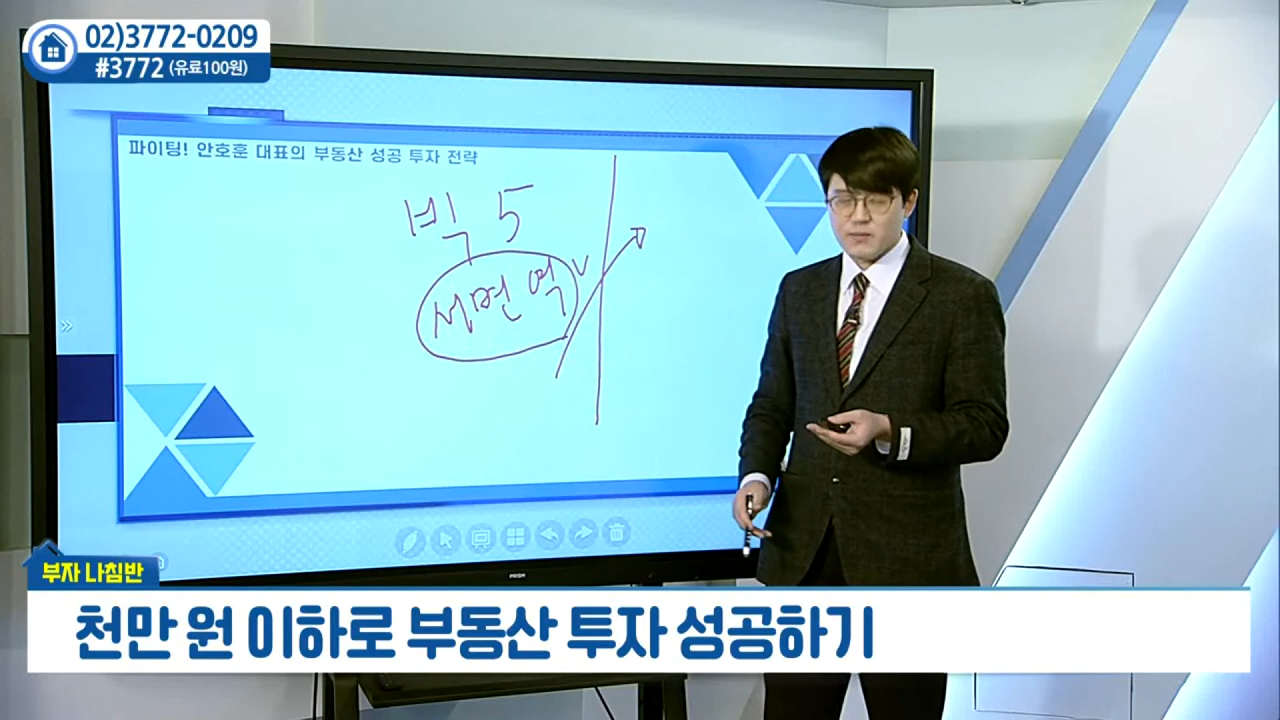 02)3772-0209
#3772 (유료100원)
파이팅! 안호훈 대표의 부동산 성공 투자 전략
빅 5
서면역
부자 나침반
천만 원 이하로 부동산 투자 성공하기